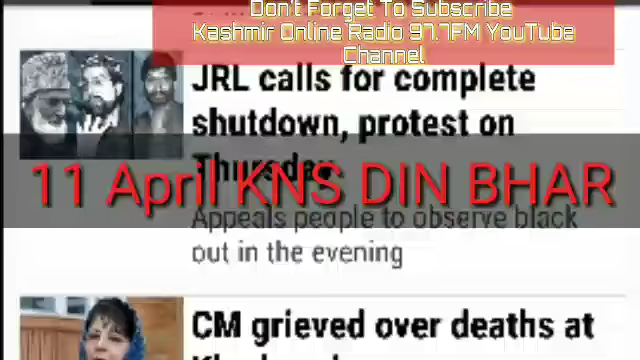 Don't Forget To Subscribe
Kashmir Online Radio 97.7FM YouTube
Channel
JRL calls for complete
shutdown, protest on
Thursday
11 April KNS DIN BHAR
Appeals people to observe black
out in the evening
CM grieved over deaths at